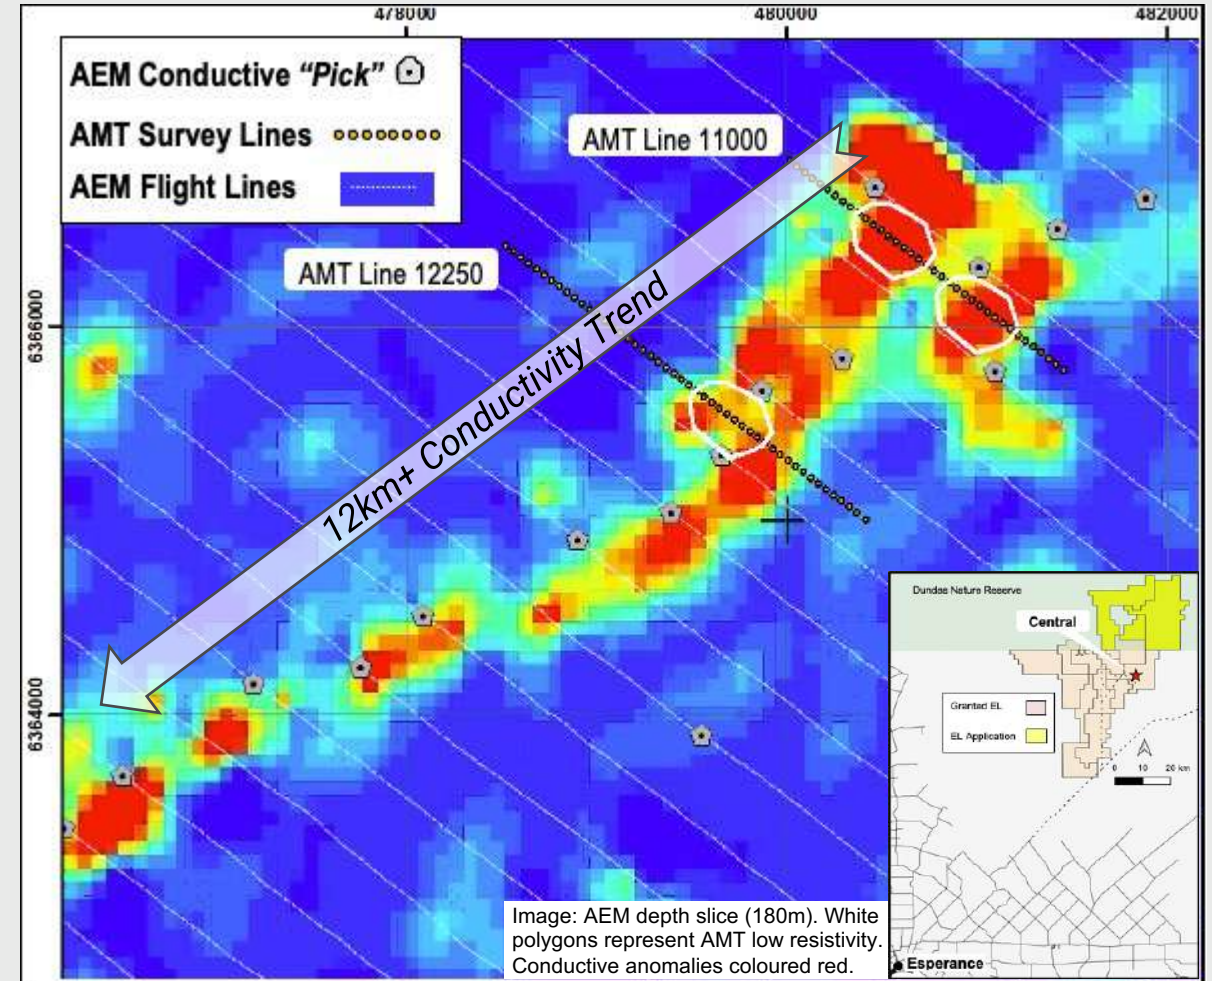 478000
480000
482000
AEM Conductive "Pick"
AMT Survey Lines
AEM Flight Lines
AMT Line 11000
AMT Line 12250
6366000
12km+ Conductivity Trend
6364000
Dundas Nature Reserve
Central
Granted EL
EL Application
0 10 20 km
Esperance
Image: AEM depth slice (180m). White
polygons represent AMT low resistivity.
Conductive anomalies coloured red.